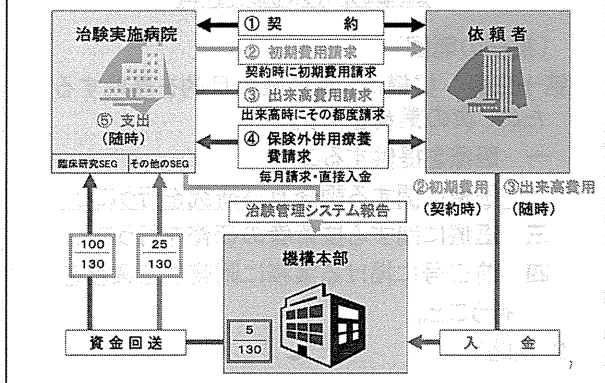 ① 契 約
治験実施病院
依頼者
② 初期費用請求
契約時に初期費用請求
③ 出来高費用請求
出来高時にその都度請求
⑤ 支出
(随時)
④ 保険外併用療養
費請求
臨床研究SEG
その他のSEG
毎月請求・直接入金
②初期費用
(契約時)
③出来高費用
(随時)
治験管理システム報告
100
130
25
130
機構本部
5
130
資金回送
入 金
7